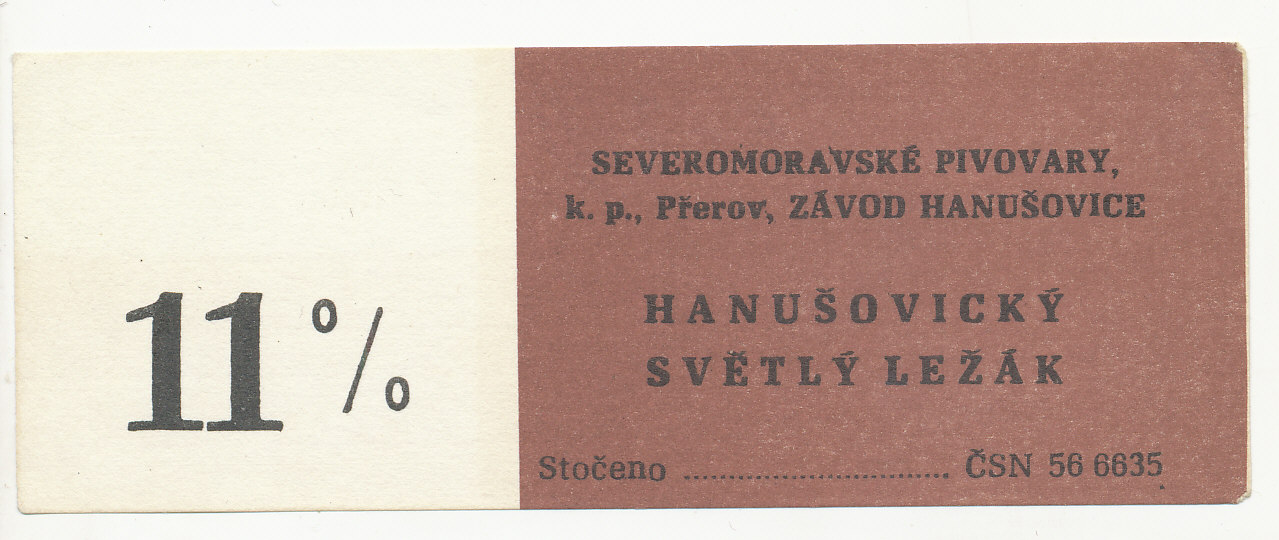 11 %
SEVEROMORAVSKÉ PIVOVARY,
k. p., Přerov, ZÁVOD HANUŠOVICE
HANUŠOVICKÝ
SVĚTLÝ LEŽÁK
Stočeno ............................. ČSN 56 6635